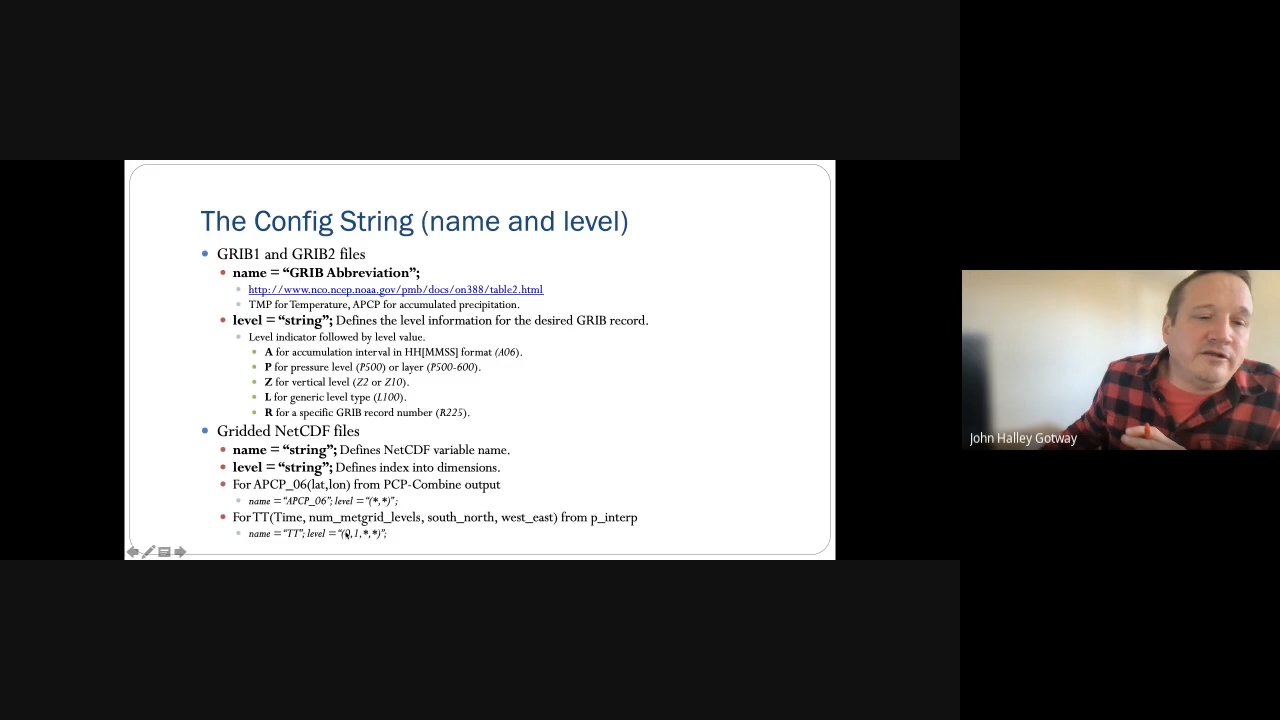 The Config String (name and level)
GRIB1 and GRIB2 files
name = “GRIB Abbreviation”;
http://www.nco.ncep.noaa.gov/pmb/docs/on388/table2.html
TMP for Temperature, APCP for accumulated precipitation.
level = “string”; Defines the level information for the desired GRIB record.
Level indicator followed by level value.
A for accumulation interval in HH[MMSS] format (A06).
P for pressure level (P500) or layer (P500-600).
Z for vertical level (Z2 or Z10).
L for generic level type (L100).
R for a specific GRIB record number (R225).
Gridded NetCDF files
name = “string”; Defines NetCDF variable name.
level = “string”; Defines index into dimensions.
For APCP_06(lat,lon) from PCP-Combine output
name = “APCP_06”; level = “(*,*)”;
For TT(Time, num_metgrid_levels, south_north, west_east) from p_interp
name = “TT”; level = “(0,1,*,*)”;
John Halley Gotway